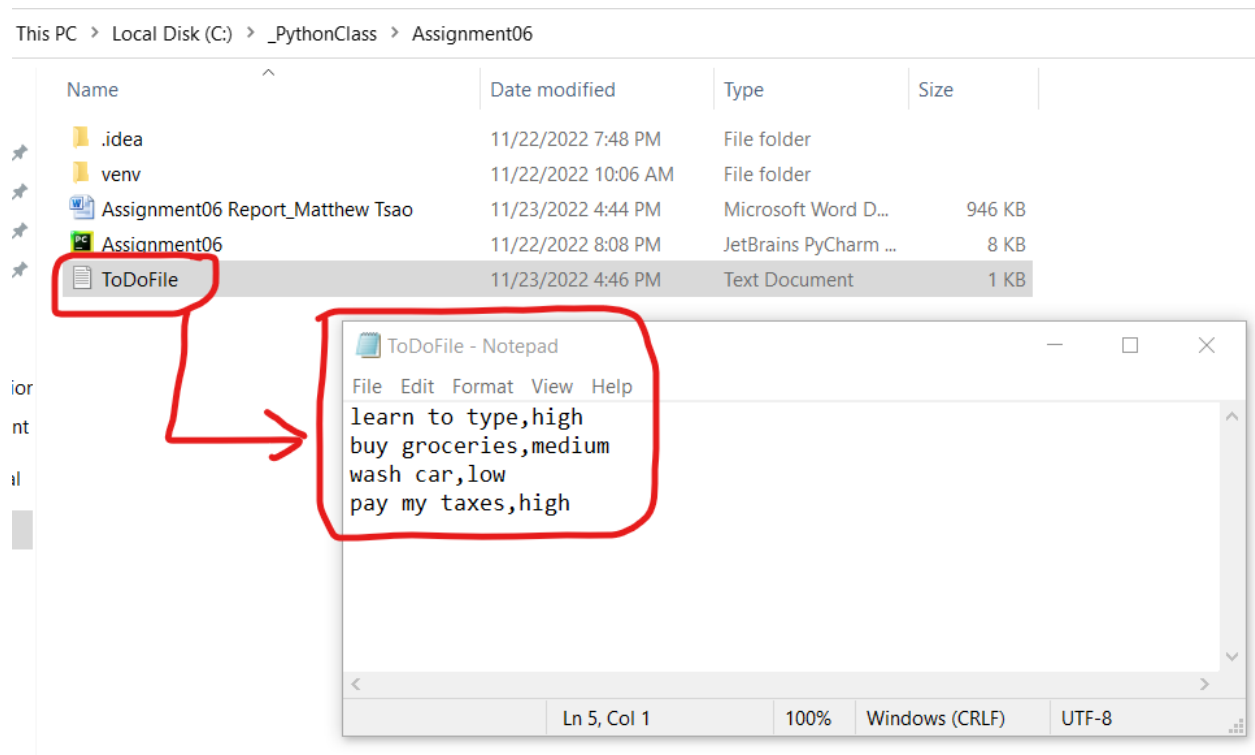 This PC > Local Disk (C:) > _PythonClass > Assignment06
Name Date modified Type Size
.idea 11/22/2022 7:48 PM File folder
venv 11/22/2022 10:06 AM File folder
Assignment06 Report_Matthew Tsao 11/23/2022 4:44 PM Microsoft Word D... 946 KB
Assignment06 11/22/2022 8:08 PM JetBrains PyCharm ... 8 KB
ToDoFile 11/23/2022 4:46 PM Text Document 1 KB
ToDoFile - Notepad
File Edit Format View Help
learn to type,high
buy groceries,medium
wash car,low
pay my taxes,high
Ln 5, Col 1 100% Windows (CRLF) UTF-8